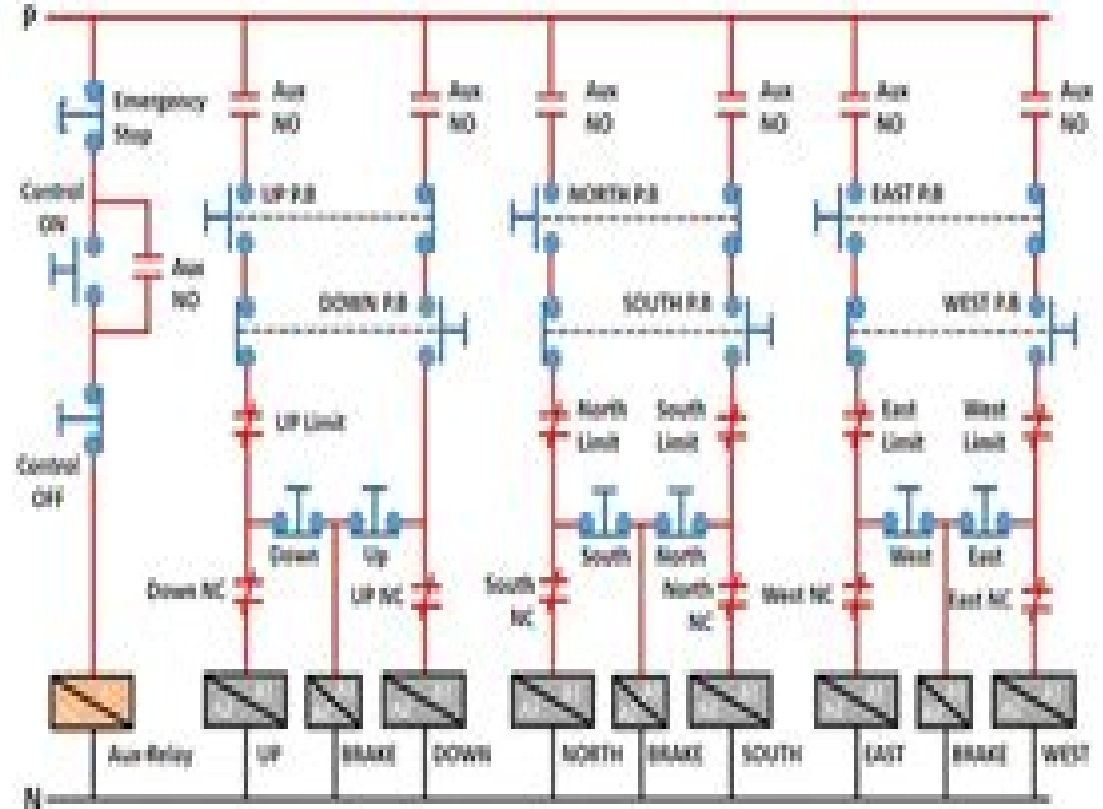 P
Emergency
Stop
Control
ON
Aux
NO
Control
OFF
Aux
NO
Aux
NO
Aux
NO
Aux
NO
Aux
NO
Aux
NO
UP P.B
NORTH P.B
EAST P.B
DOWN P.B
SOUTH P.B
WEST P.B
UP Limit
North
Limit
South
Limit
East
Limit
West
Limit
Down
Up
South
North
West
East
Down NC
UP NC
South
NC
North
NC
West NC
East NC
Aux-Relay
UP
BRAKE
DOWN
NORTH
BRAKE
SOUTH
EAST
BRAKE
WEST
N